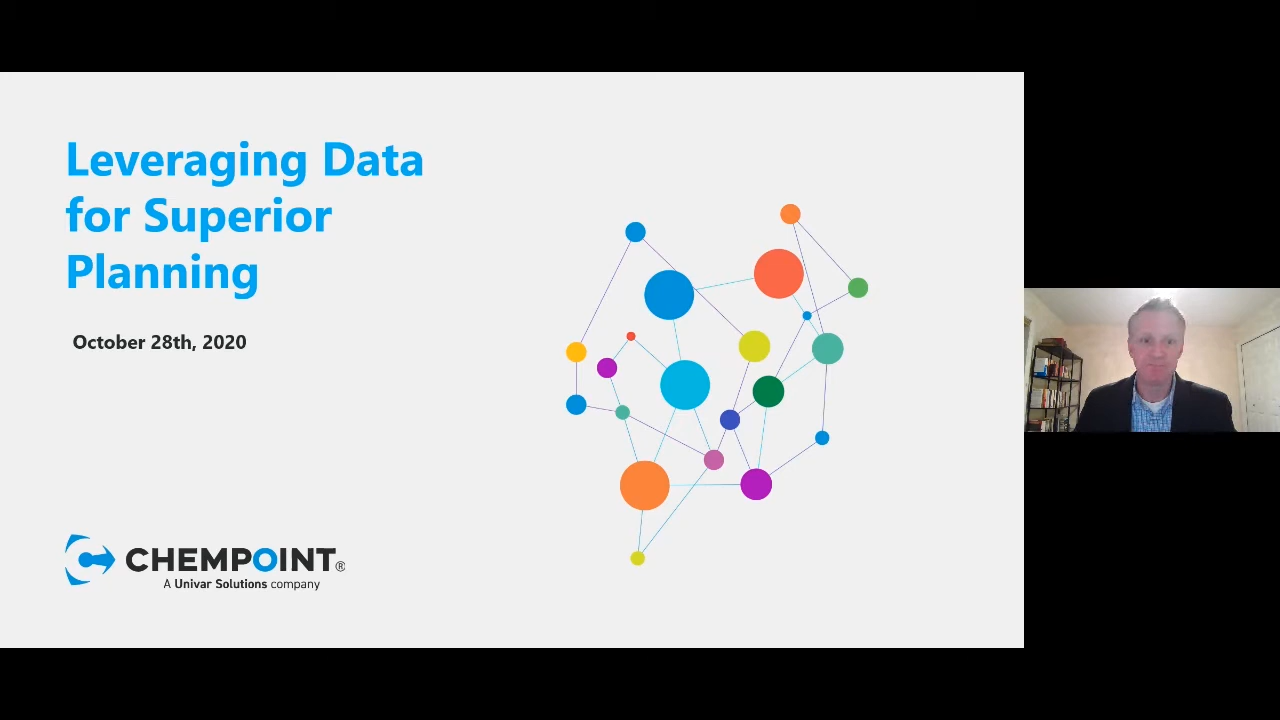 Leveraging Data
for Superior
Planning
October 28th, 2020
CHEMPOINT®
A Univar Solutions company